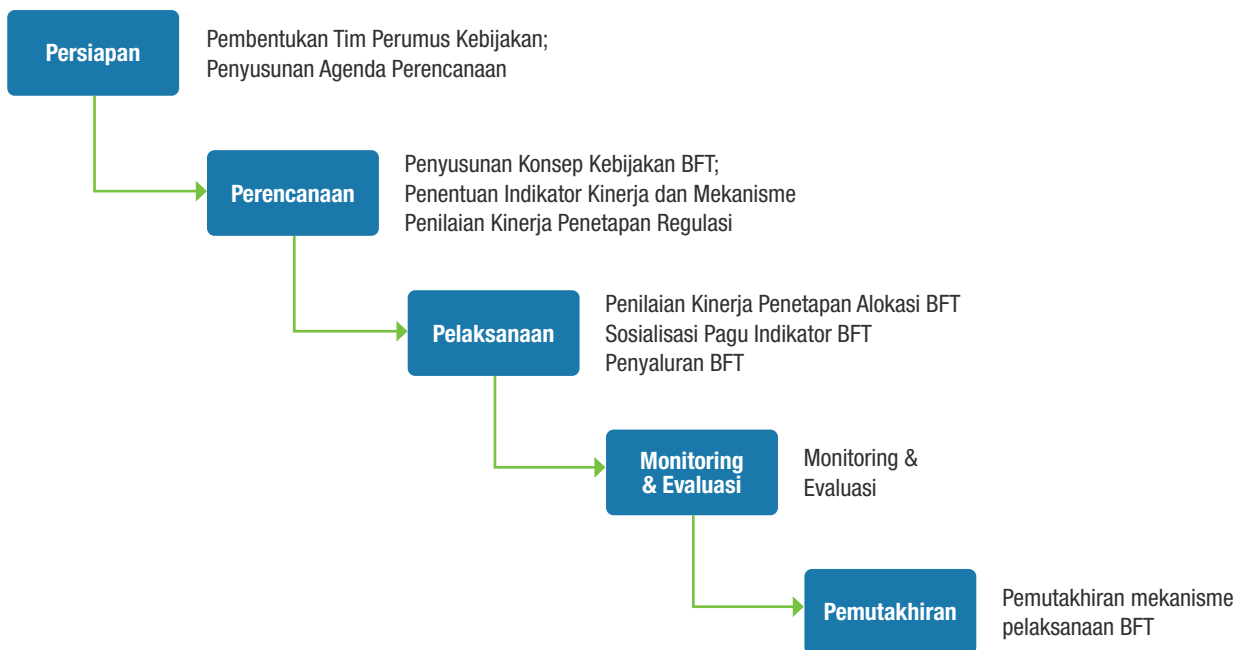 Persiapan
Pembentukan Tim Perumus Kebijakan;
Penyusunan Agenda Perencanaan
Perencanaan
Penyusunan Konsep Kebijakan BFT;
Penentuan Indikator Kinerja dan Mekanisme
Penilaian Kinerja Penetapan Regulasi
Pelaksanaan
Penilaian Kinerja Penetapan Alokasi BFT
Sosialisasi Pagu Indikator BFT
Penyaluran BFT
Monitoring
& Evaluasi
Monitoring &
Evaluasi
Pemutakhiran
Pemutakhiran mekanisme
pelaksanaan BFT